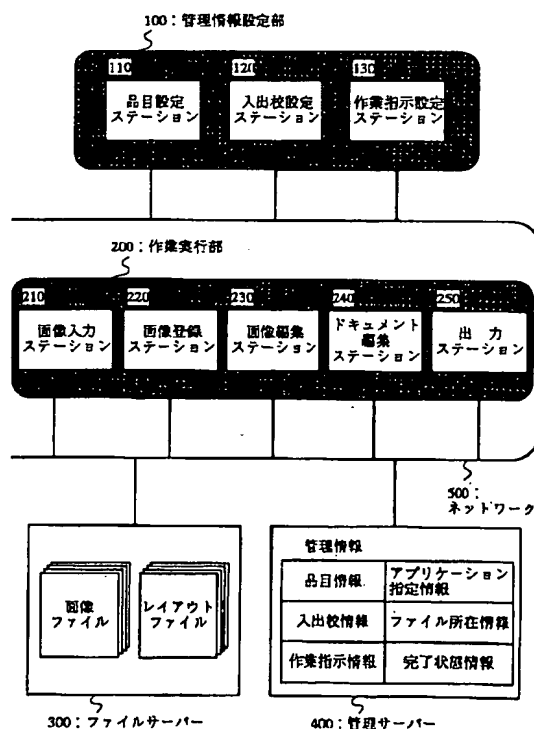 100：管理情報設定部
110
120
130
品目設定
ステーション
入出校設定
ステーション
作業指示設定
ステーション
200：作業実行部
210
220
230
240
250
画像入力
ステーション
画像登録
ステーション
画像編集
ステーション
ドキュメント
編集
ステーション
出 力
ステーション
500：
ネットワーク
画像
ファイル
レイアウト
ファイル
管理情報
品目情報
アプリケーション
指定情報
入出校情報
ファイル所在情報
作業指示情報
完了状態情報
300：ファイルサーバー
400：管理サーバー